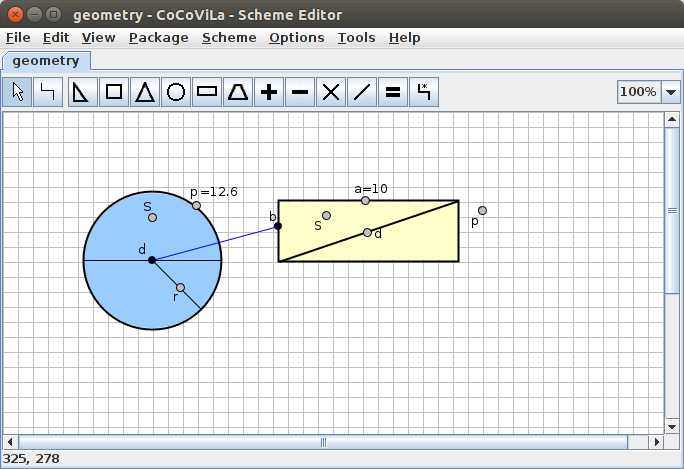 geometry - CoCoViLa - Scheme Editor
File Edit View Package Scheme Options Tools Help
geometry
100%
p=12.6
a=10
S
b
S
d
p
d
r
325, 278